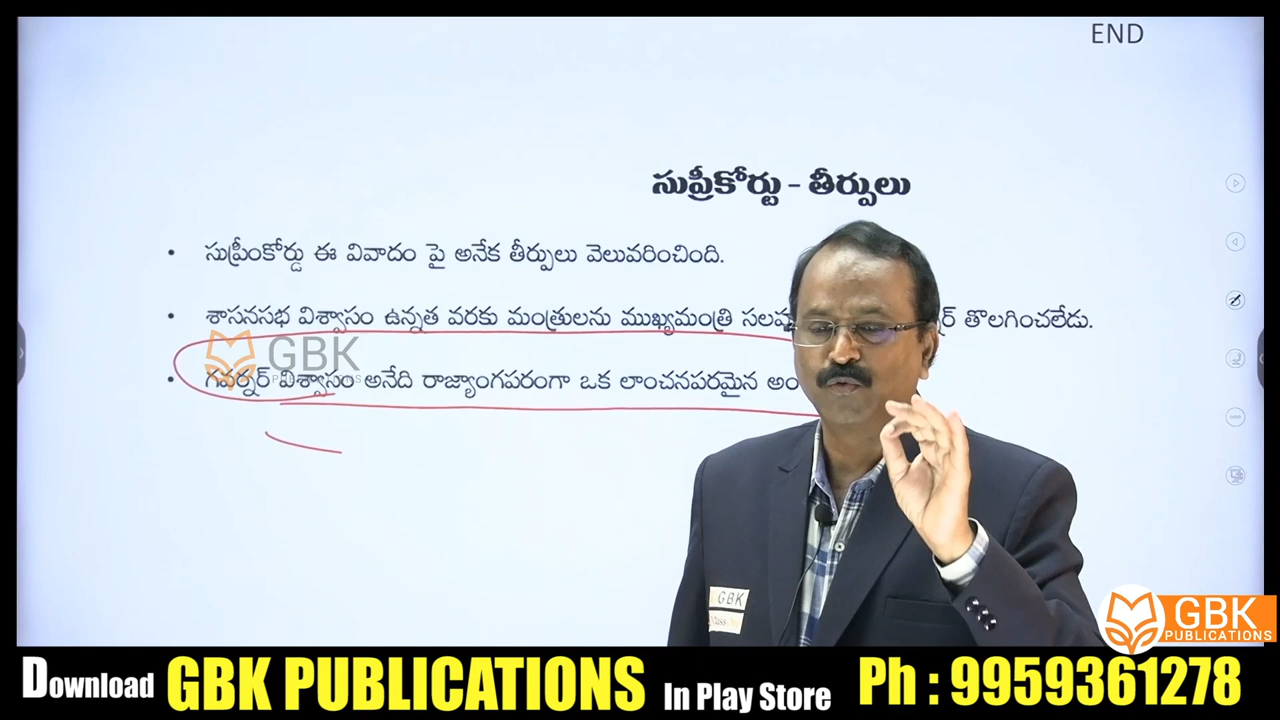 END
సుప్రీకోర్టు - తీర్పులు
• సుప్రీంకోర్డు ఈ వివాదం పై అనేక తీర్పులు వెలువరించింది.
• శాసనసభ విశ్వాసం ఉన్నత వరకు మంత్రులను ముఖ్యమంత్రి తొలగించలేడు.
GBK
• గవర్నర్ విశ్వాసం అనేది రాజ్యాంగపరంగా ఒక లాంచనపరమైన
GBK
GBK
PUBLICATIONS
Download GBK PUBLICATIONS In Play Store Ph : 9959361278